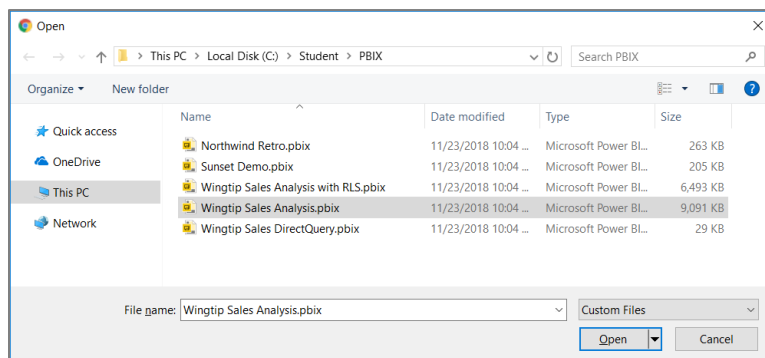 Open
This PC > Local Disk (C:) > Student > PBIX
Search PBIX
Organize
New folder
Name Date modified Type Size
Quick access
OneDrive
This PC
Network
Northwind Retro.pbix 11/23/2018 10:04 ... Microsoft Power BI... 263 KB
Sunset Demo.pbix 11/23/2018 10:04 ... Microsoft Power BI... 205 KB
Wingtip Sales Analysis with RLS.pbix 11/23/2018 10:04 ... Microsoft Power BI... 6,493 KB
Wingtip Sales Analysis.pbix 11/23/2018 10:04 ... Microsoft Power BI... 9,091 KB
Wingtip Sales DirectQuery.pbix 11/23/2018 10:04 ... Microsoft Power BI... 29 KB
File name: Wingtip Sales Analysis.pbix
Custom Files
Open
Cancel